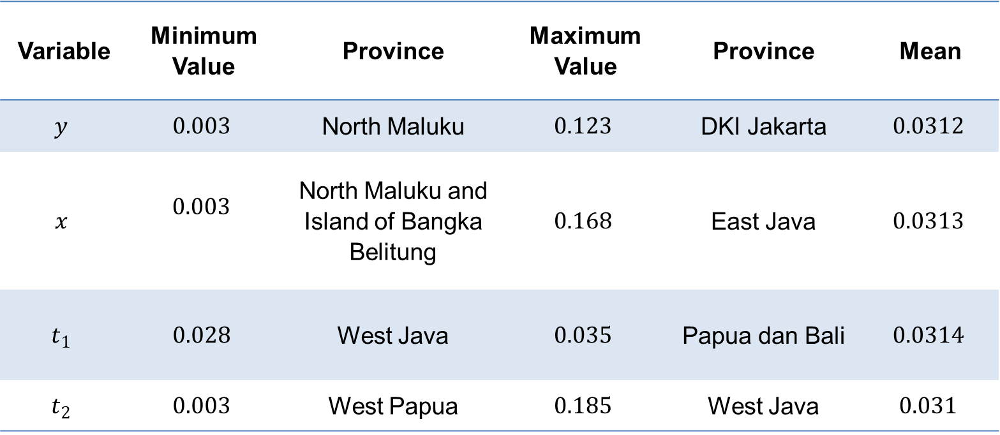 Variable Minimum Value Province Maximum Value Province Mean
y 0.003 North Maluku 0.123 DKI Jakarta 0.0312
x 0.003 North Maluku and Island of Bangka Belitung 0.168 East Java 0.0313
t₁ 0.028 West Java 0.035 Papua dan Bali 0.0314
t₂ 0.003 West Papua 0.185 West Java 0.031